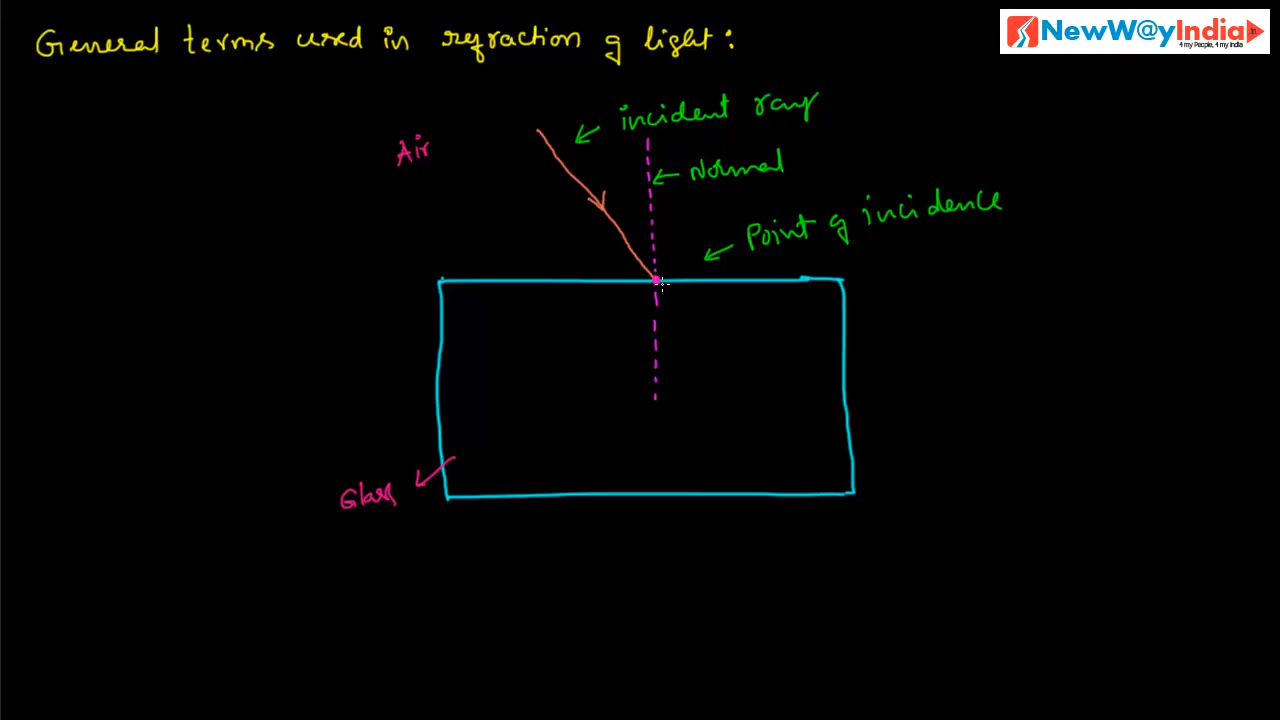 General terms used in refraction of light:
NewW@yIndia.in
4 my People, 4 my India
incident ray
Air
Normal
Point of incidence
Glass